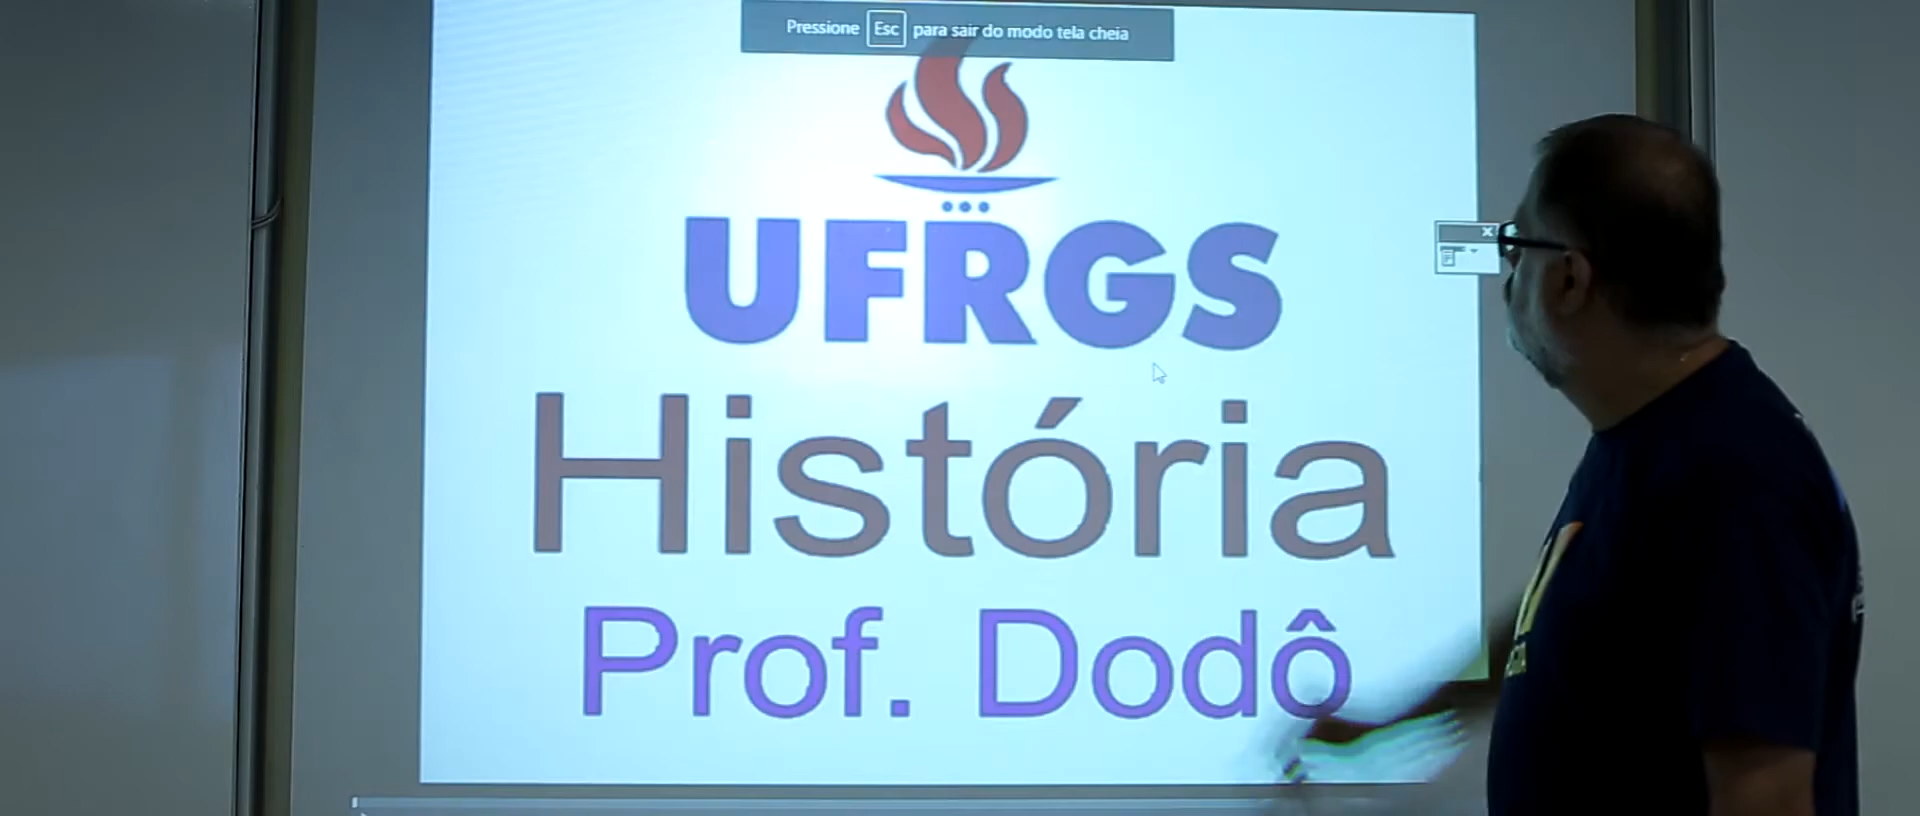 Pressione Esc para sair do modo tela cheia
UFRGS
História
Prof. Dodô